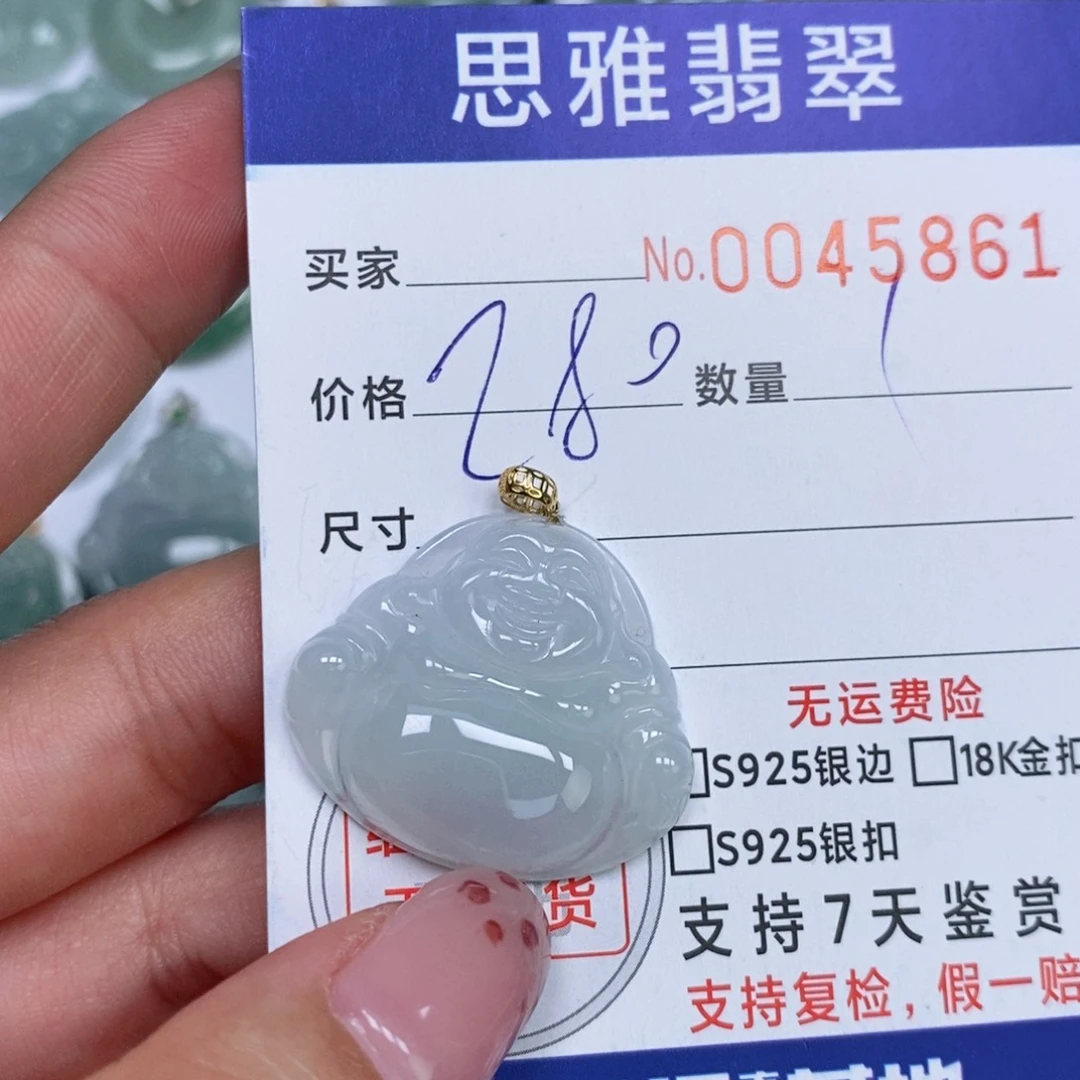 思雅翡翠
买家 No.0045861
价格 280 数量 1
尺寸
无运费险
S925银边 18K金扣
S925银扣
货
支持7天鉴赏
支持复检，假一赔